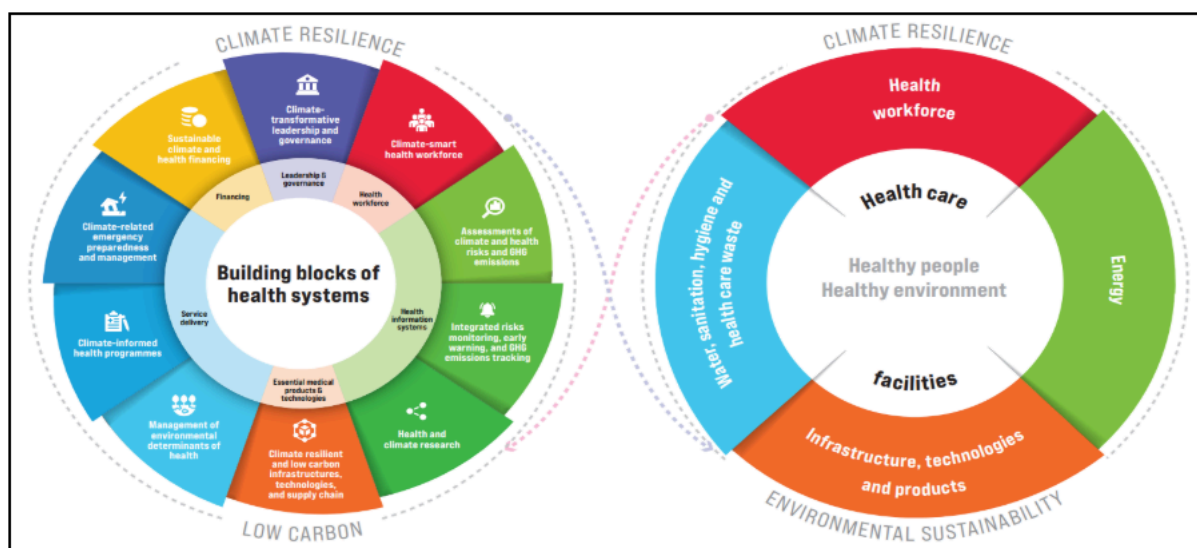 CLIMATE RESILIENCE
Climate-
transformative
leadership and
governance
Climate-smart
health workforce
Assessments of
climate and health
risks and GHG
emissions
Integrated risks
monitoring, early
warning, and GHG
emissions tracking
Health and
climate research
Climate resilient
and low carbon
infrastructures,
technologies,
and supply chain
Management of
environmental
determinants of
health
Climate-informed
health programmes
Climate-related
emergency
preparedness
and management
Sustainable
climate and
health financing
Leadership &
governance
Health
workforce
Health
information
systems
Essential medical
products &
technologies
Service
delivery
Financing
Building blocks of
health systems
LOW CARBON
CLIMATE RESILIENCE
Health
workforce
Energy
Infrastructure, technologies
and products
Water, sanitation, hygiene and
health care waste
Health care
Healthy people
Healthy environment
facilities
ENVIRONMENTAL SUSTAINABILITY